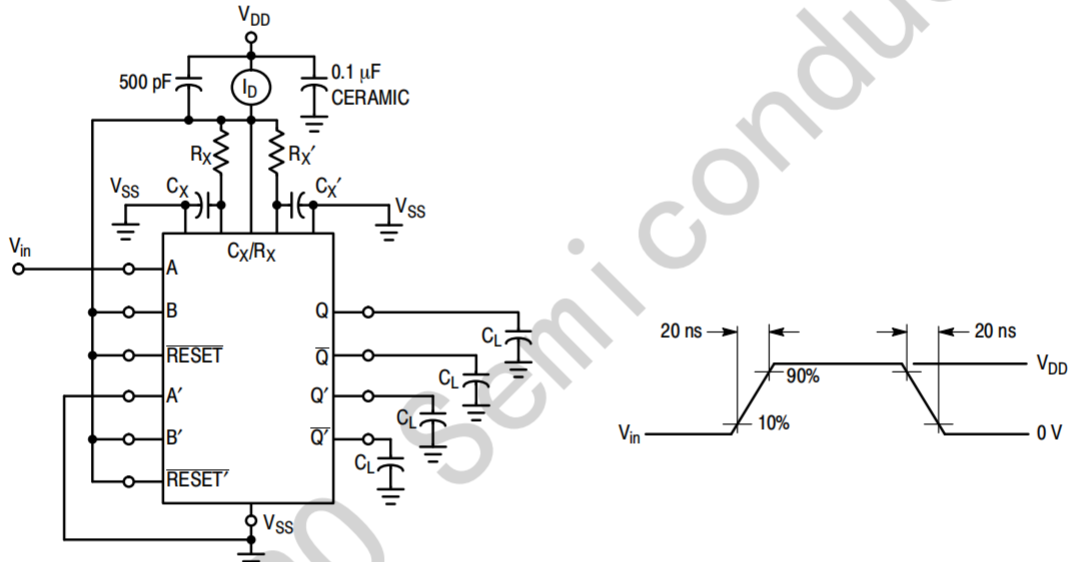 VDD
500 pF
ID
0.1 μF
CERAMIC
RX
RX′
VSS
CX
CX′
VSS
Vin
CX/RX
A
B
RESET
A′
B′
RESET′
Q
Q
Q′
Q′
CL
CL
CL
CL
VSS
20 ns
20 ns
90%
10%
VDD
Vin
0 V
Semiconduc